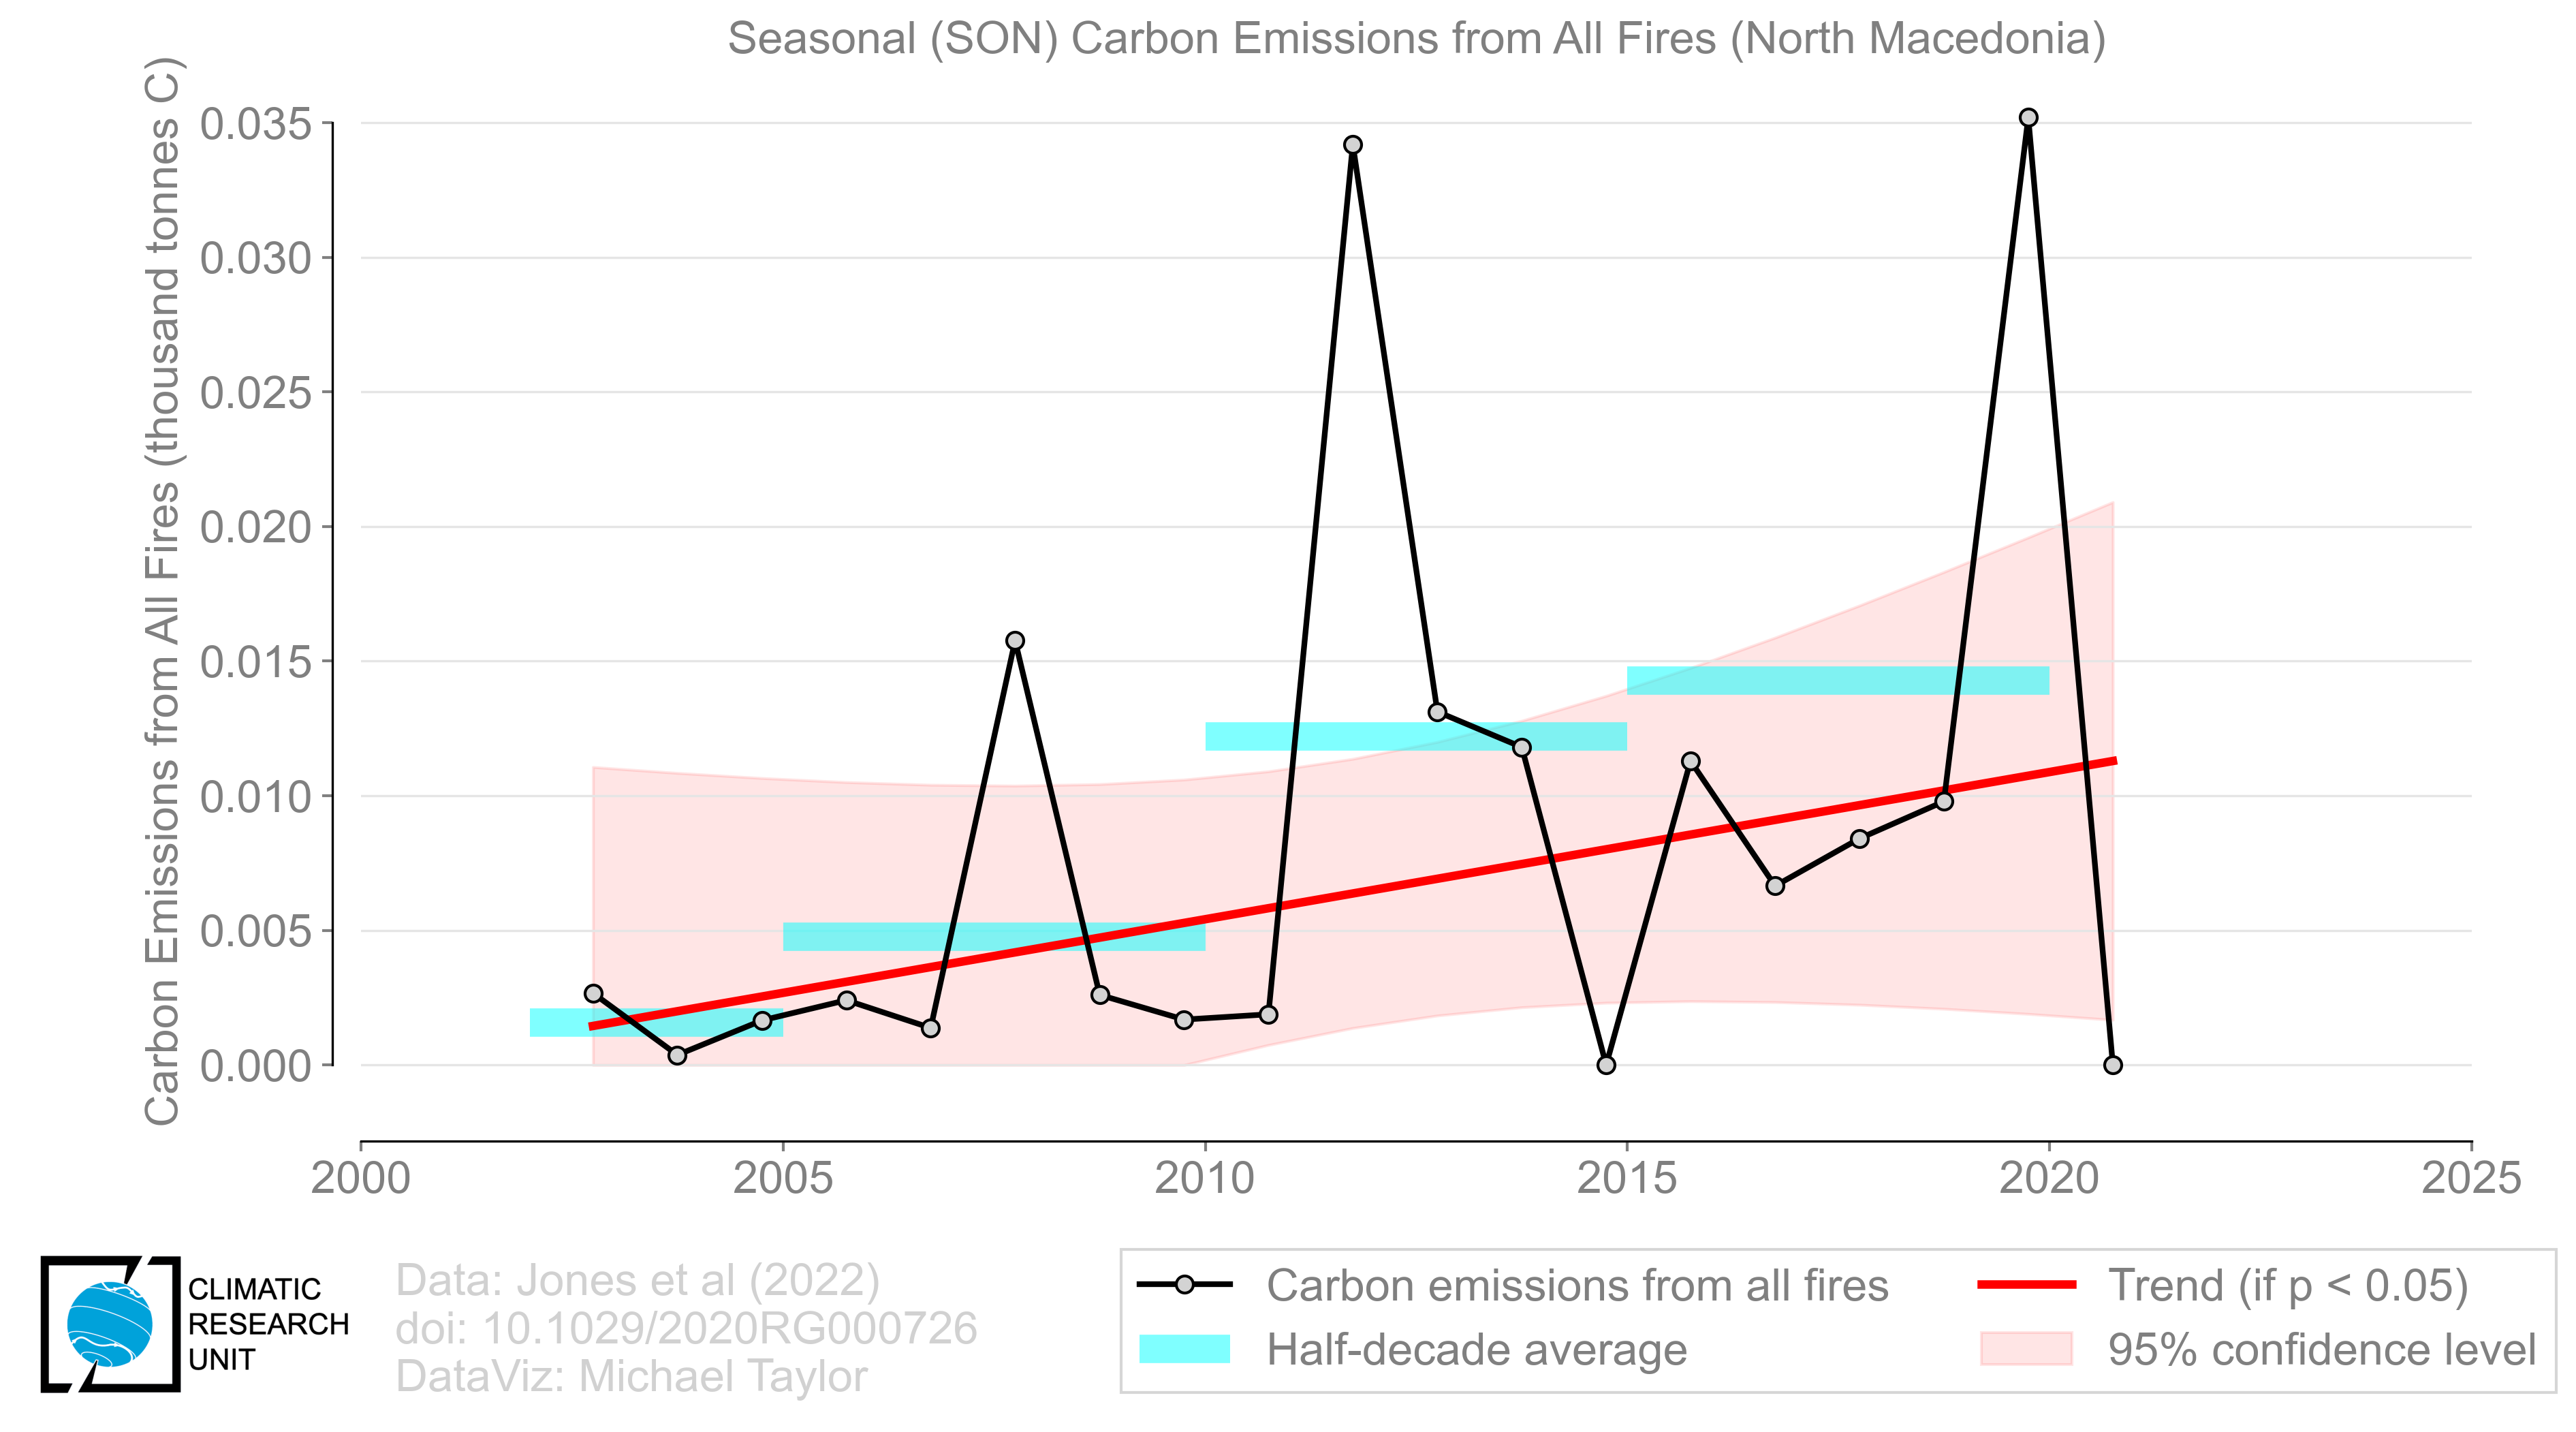 Seasonal (SON) Carbon Emissions from All Fires (North Macedonia)
Carbon Emissions from All Fires (thousand tonnes C)
0.035
0.030
0.025
0.020
0.015
0.010
0.005
0.000
2000
2005
2010
2015
2020
2025
CLIMATIC
RESEARCH
UNIT
Data: Jones et al (2022)
doi: 10.1029/2020RG000726
DataViz: Michael Taylor
Carbon emissions from all fires
Half-decade average
Trend (if p < 0.05)
95% confidence level